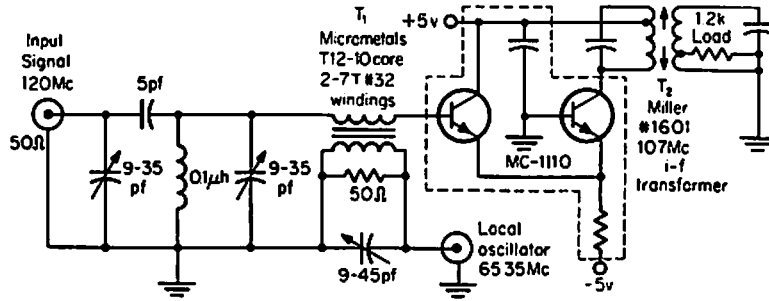 Input
Signal
120Mc
50Ω
5pf
9-35
pf
0.1μh
9-35
pf
T1
Micrometals
T12-10core
2-7T #32
windings
50Ω
9-45pf
Local
oscillator
65 35Mc
+5v
MC-1110
-5v
1.2k
Load
T2
Miller
#1601
107Mc
i-f
transformer